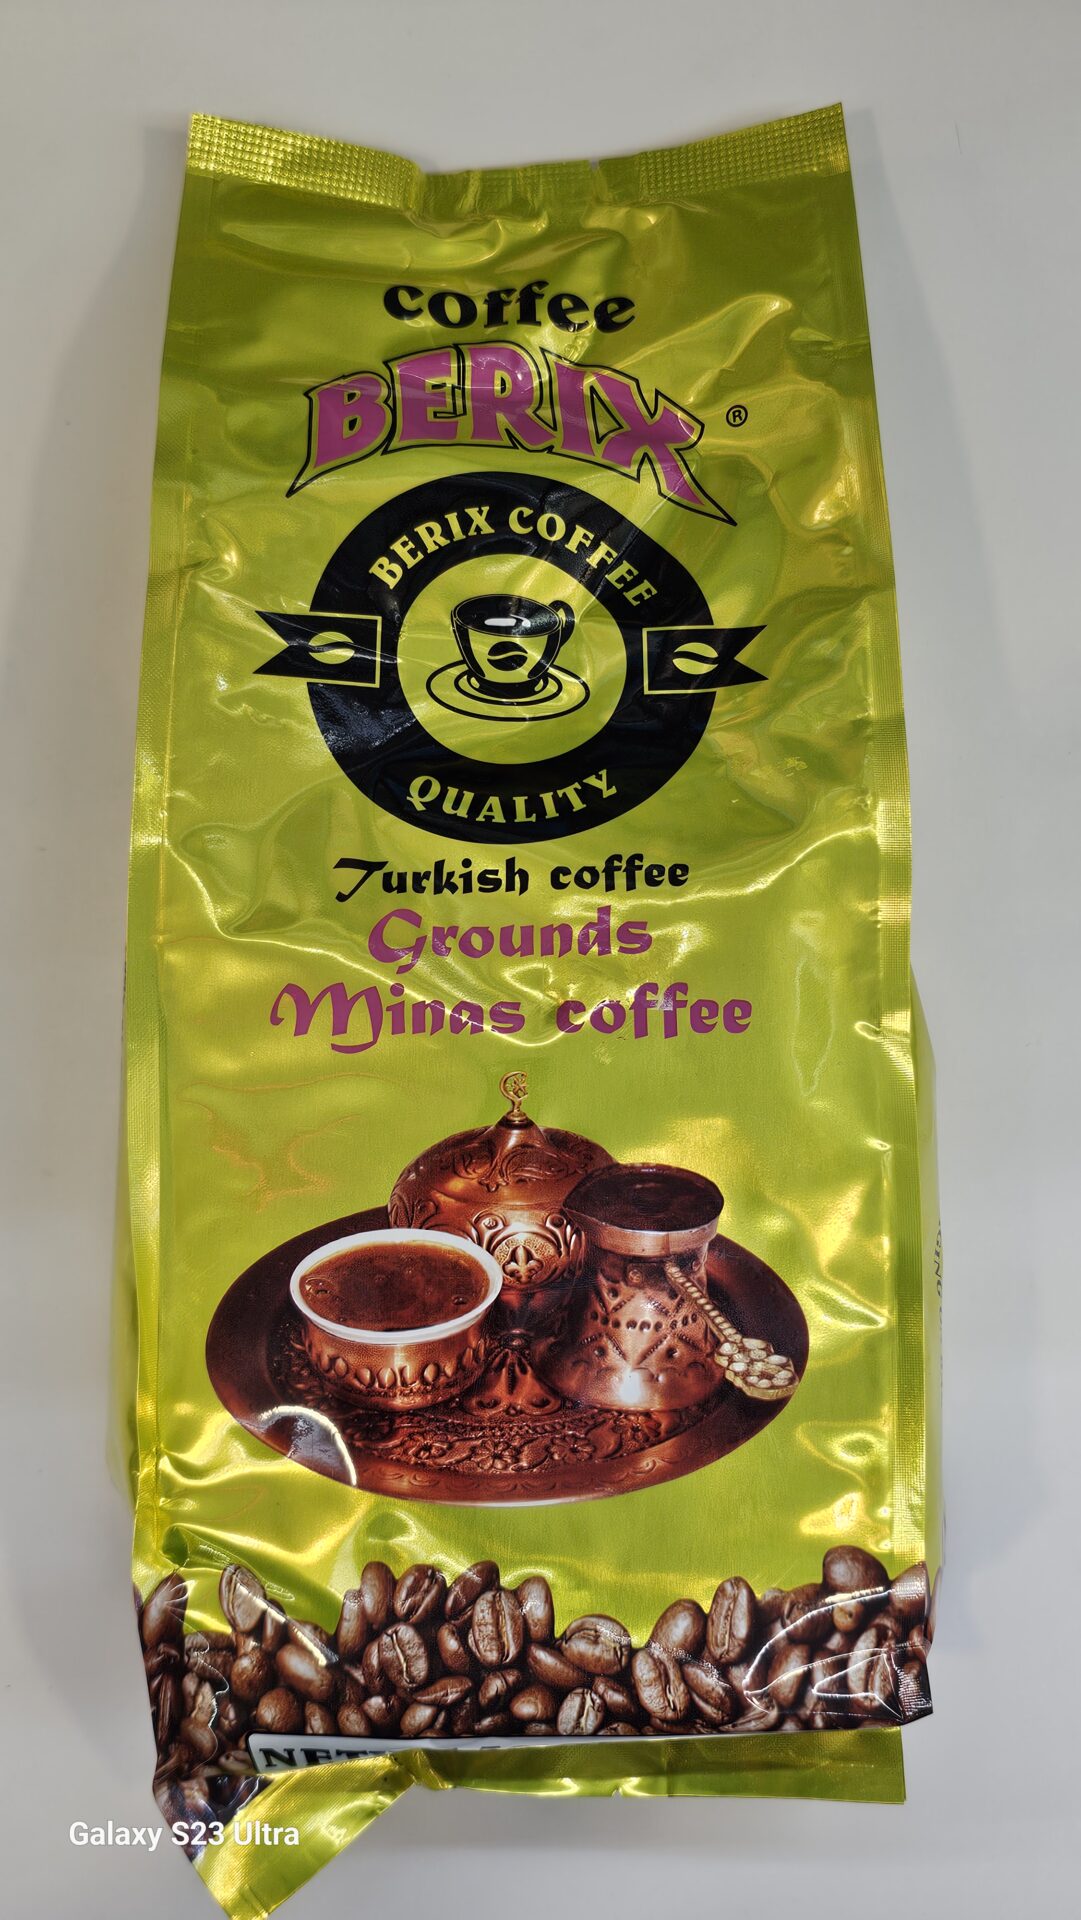 coffee
BERIX ®
BERIX COFFEE
QUALITY
Turkish coffee
Grounds
Minas coffee
Galaxy S23 Ultra